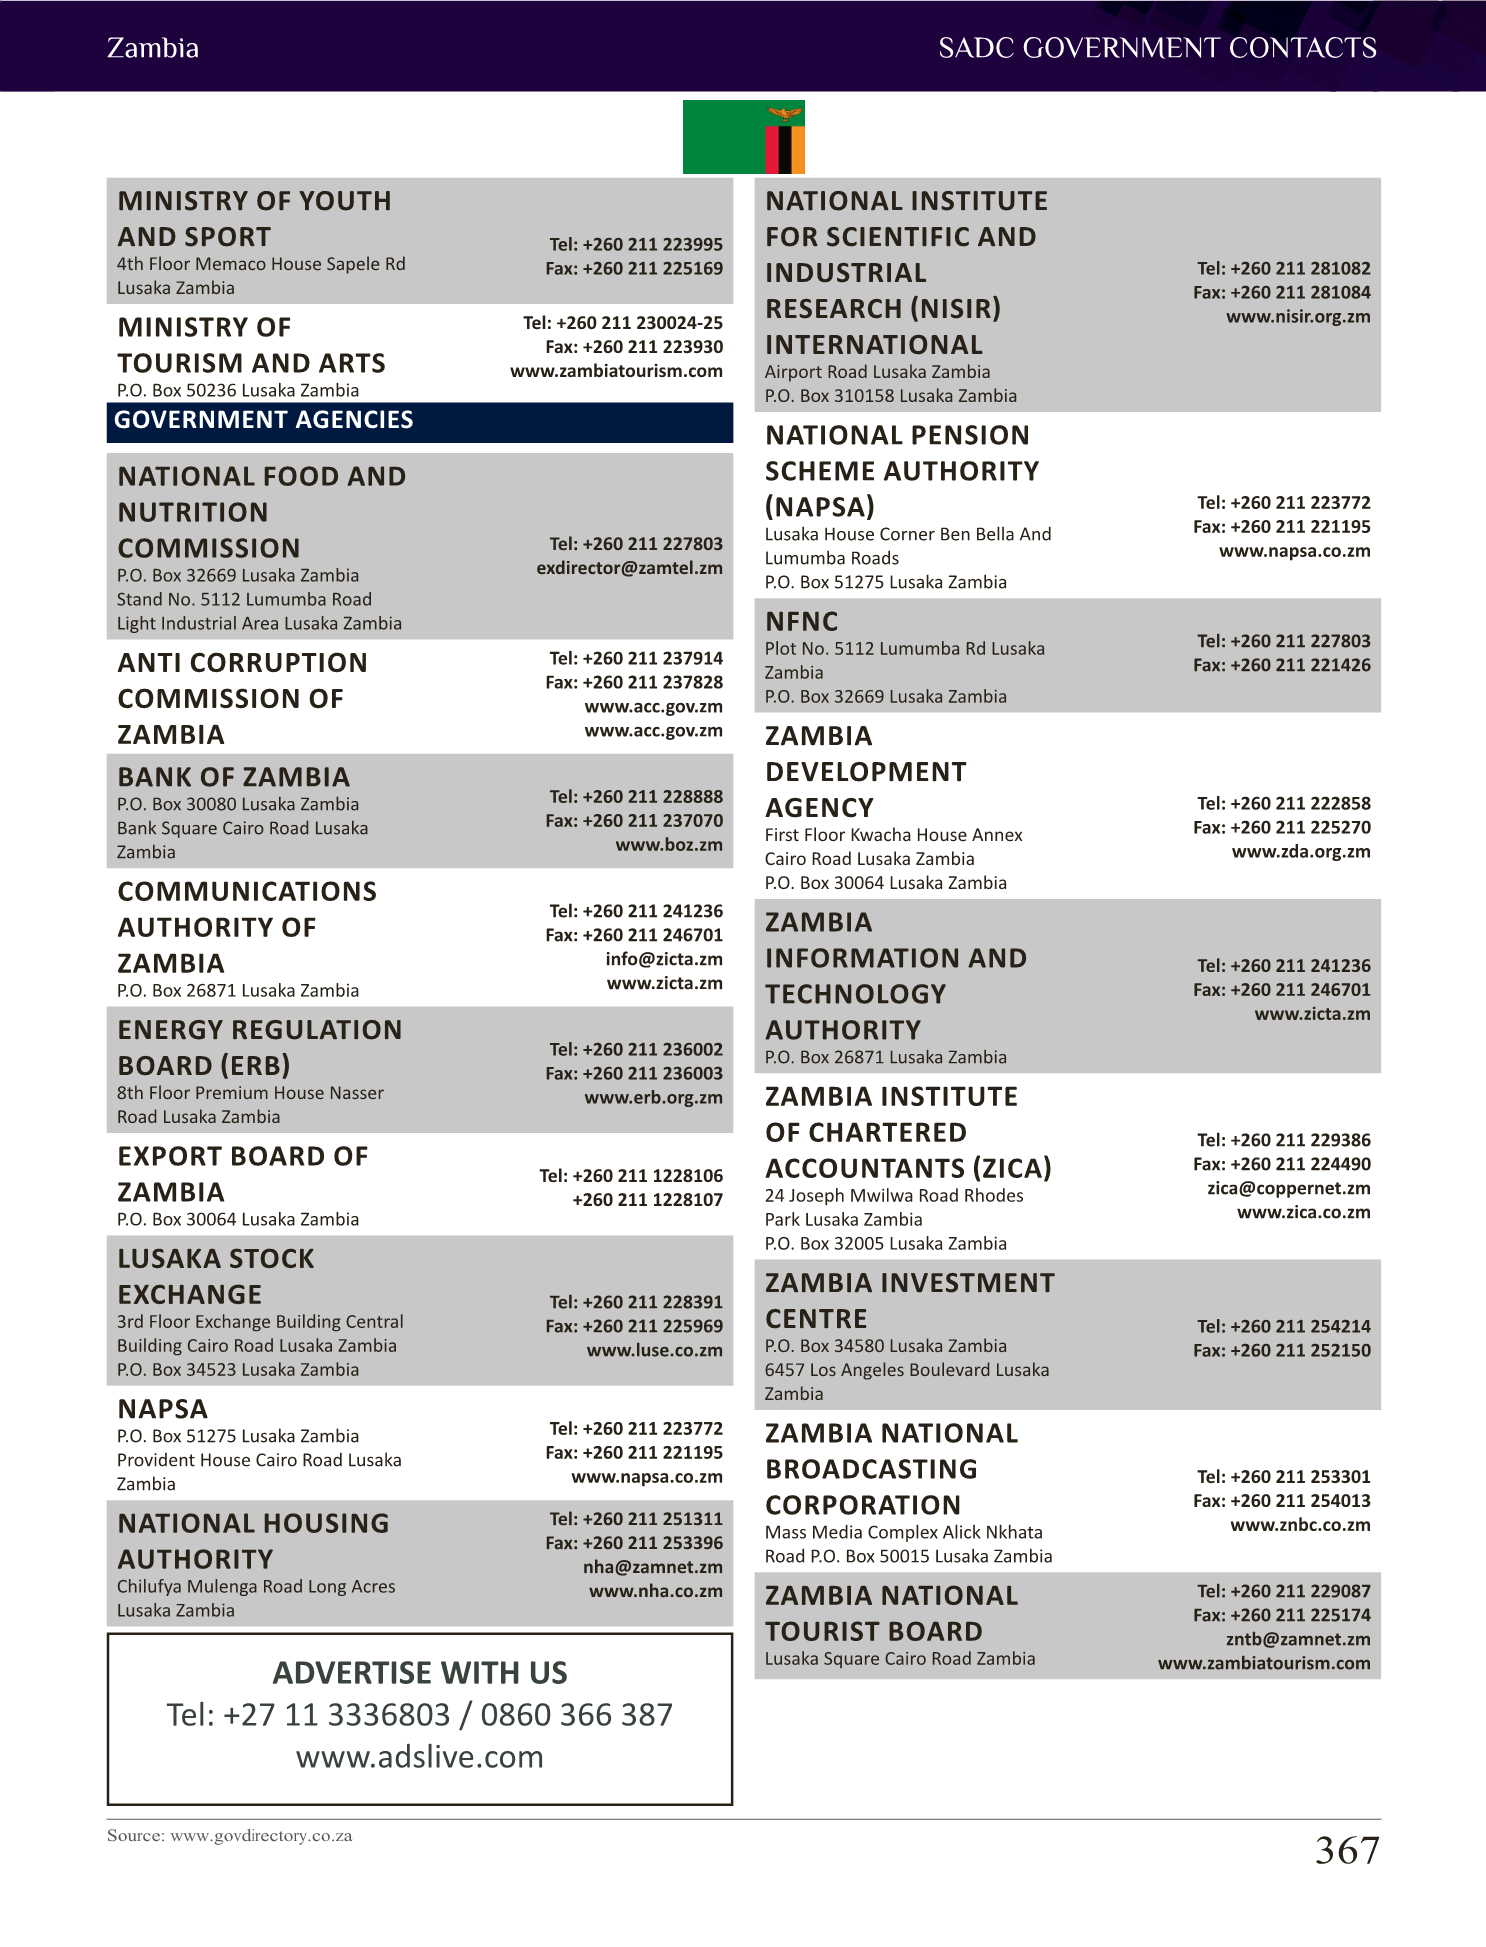 Zambia
SADC GOVERNMENT CONTACTS
MINISTRY OF YOUTH
AND SPORT
4th Floor Memaco House Sapele Rd
Lusaka Zambia
Tel: +260 211 223995
Fax: +260 211 225169
MINISTRY OF
TOURISM AND ARTS
P.O. Box 50236 Lusaka Zambia
Tel: +260 211 230024-25
Fax: +260 211 223930
www.zambiatourism.com
GOVERNMENT AGENCIES
NATIONAL FOOD AND
NUTRITION
COMMISSION
P.O. Box 32669 Lusaka Zambia
Stand No. 5112 Lumumba Road
Light Industrial Area Lusaka Zambia
Tel: +260 211 227803
exdirector@zamtel.zm
ANTI CORRUPTION
COMMISSION OF
ZAMBIA
Tel: +260 211 237914
Fax: +260 211 237828
www.acc.gov.zm
www.acc.gov.zm
BANK OF ZAMBIA
P.O. Box 30080 Lusaka Zambia
Bank Square Cairo Road Lusaka
Zambia
Tel: +260 211 228888
Fax: +260 211 237070
www.boz.zm
COMMUNICATIONS
AUTHORITY OF
ZAMBIA
P.O. Box 26871 Lusaka Zambia
Tel: +260 211 241236
Fax: +260 211 246701
info@zicta.zm
www.zicta.zm
ENERGY REGULATION
BOARD (ERB)
8th Floor Premium House Nasser
Road Lusaka Zambia
Tel: +260 211 236002
Fax: +260 211 236003
www.erb.org.zm
EXPORT BOARD OF
ZAMBIA
P.O. Box 30064 Lusaka Zambia
Tel: +260 211 1228106
+260 211 1228107
LUSAKA STOCK
EXCHANGE
3rd Floor Exchange Building Central
Building Cairo Road Lusaka Zambia
P.O. Box 34523 Lusaka Zambia
Tel: +260 211 228391
Fax: +260 211 225969
www.luse.co.zm
NAPSA
P.O. Box 51275 Lusaka Zambia
Provident House Cairo Road Lusaka
Zambia
Tel: +260 211 223772
Fax: +260 211 221195
www.napsa.co.zm
NATIONAL HOUSING
AUTHORITY
Chilufya Mulenga Road Long Acres
Lusaka Zambia
Tel: +260 211 251311
Fax: +260 211 253396
nha@zamnet.zm
www.nha.co.zm
ADVERTISE WITH US
Tel: +27 11 3336803 / 0860 366 387
www.adslive.com
NATIONAL INSTITUTE
FOR SCIENTIFIC AND
INDUSTRIAL
RESEARCH (NISIR)
INTERNATIONAL
Airport Road Lusaka Zambia
P.O. Box 310158 Lusaka Zambia
Tel: +260 211 281082
Fax: +260 211 281084
www.nisir.org.zm
NATIONAL PENSION
SCHEME AUTHORITY
(NAPSA)
Lusaka House Corner Ben Bella And
Lumumba Roads
P.O. Box 51275 Lusaka Zambia
Tel: +260 211 223772
Fax: +260 211 221195
www.napsa.co.zm
NFNC
Plot No. 5112 Lumumba Rd Lusaka
Zambia
P.O. Box 32669 Lusaka Zambia
Tel: +260 211 227803
Fax: +260 211 221426
ZAMBIA
DEVELOPMENT
AGENCY
First Floor Kwacha House Annex
Cairo Road Lusaka Zambia
P.O. Box 30064 Lusaka Zambia
Tel: +260 211 222858
Fax: +260 211 225270
www.zda.org.zm
ZAMBIA
INFORMATION AND
TECHNOLOGY
AUTHORITY
P.O. Box 26871 Lusaka Zambia
Tel: +260 211 241236
Fax: +260 211 246701
www.zicta.zm
ZAMBIA INSTITUTE
OF CHARTERED
ACCOUNTANTS (ZICA)
24 Joseph Mwilwa Road Rhodes
Park Lusaka Zambia
P.O. Box 32005 Lusaka Zambia
Tel: +260 211 229386
Fax: +260 211 224490
zica@coppernet.zm
www.zica.co.zm
ZAMBIA INVESTMENT
CENTRE
P.O. Box 34580 Lusaka Zambia
6457 Los Angeles Boulevard Lusaka
Zambia
Tel: +260 211 254214
Fax: +260 211 252150
ZAMBIA NATIONAL
BROADCASTING
CORPORATION
Mass Media Complex Alick Nkhata
Road P.O. Box 50015 Lusaka Zambia
Tel: +260 211 253301
Fax: +260 211 254013
www.znbc.co.zm
ZAMBIA NATIONAL
TOURIST BOARD
Lusaka Square Cairo Road Zambia
Tel: +260 211 229087
Fax: +260 211 225174
zntb@zamnet.zm
www.zambiatourism.com
Source: www.govdirectory.co.za
367